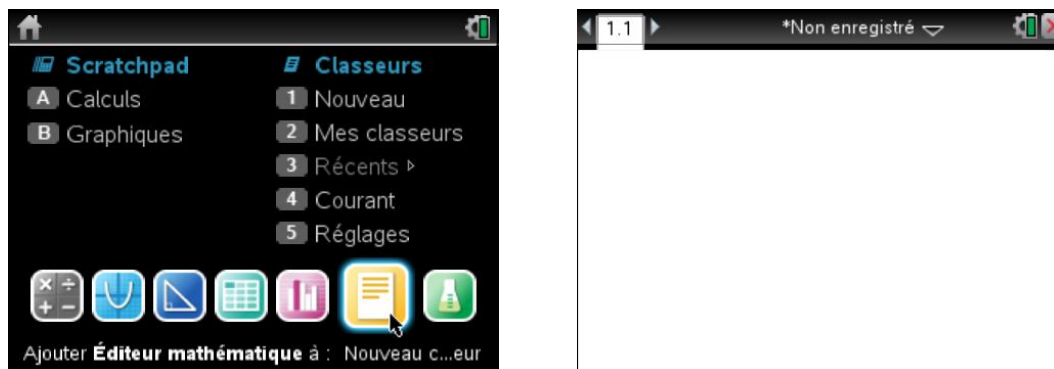 Scratchpad
A Calculs
B Graphiques
Classeurs
1 Nouveau
2 Mes classeurs
3 Récents
4 Courant
5 Réglages
Ajouter Éditeur mathématique à : Nouveau c...eur
1.1 *Non enregistré